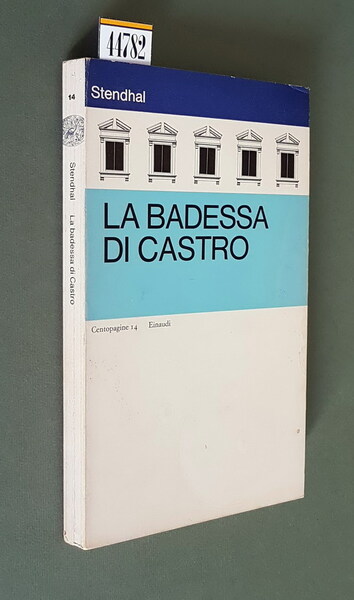 44782
Stendhal
LA BADESSA
DI CASTRO
Centopagine 14 Einaudi
14
Stendhal La badessa di Castro